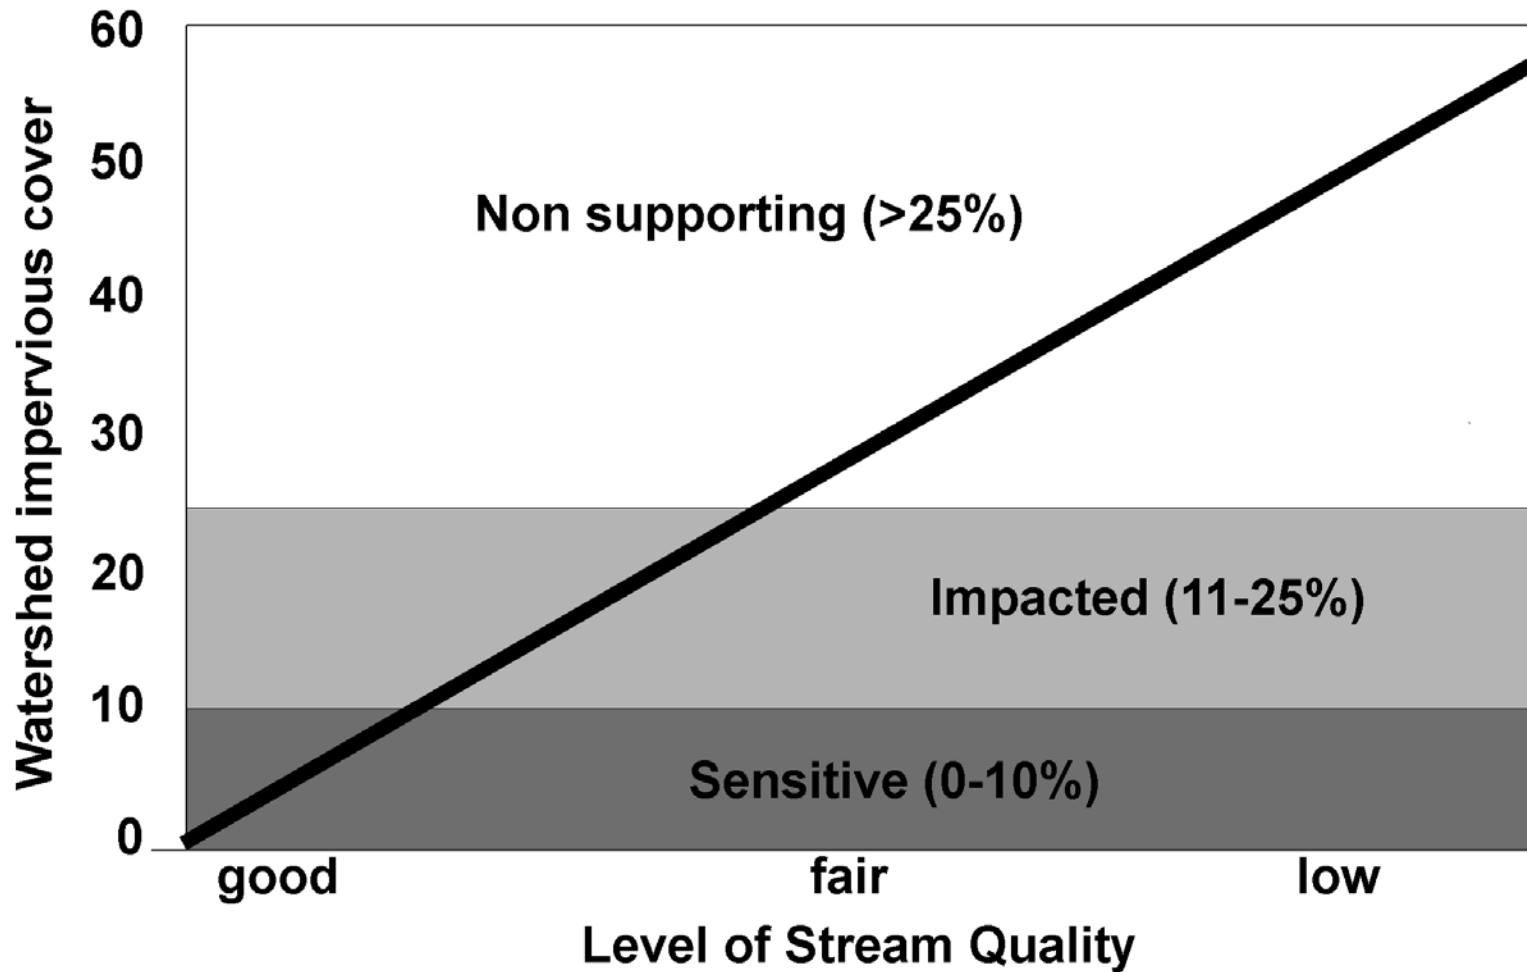 Watershed impervious cover
60
50
40
30
20
10
0
Non supporting (>25%)
Impacted (11-25%)
Sensitive (0-10%)
good fair low
Level of Stream Quality